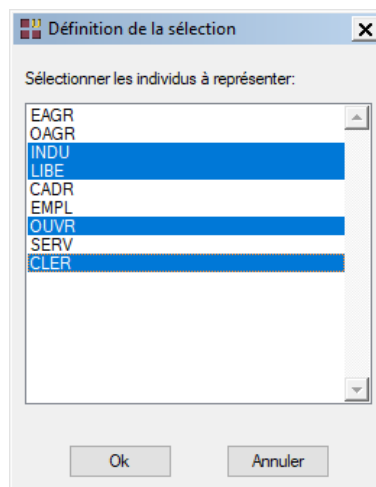 Définition de la sélection
Sélectionner les individus à représenter:
EAGR
OAGR
INDU
LIBE
CADR
EMPL
OUVR
SERV
CLER
Ok Annuler